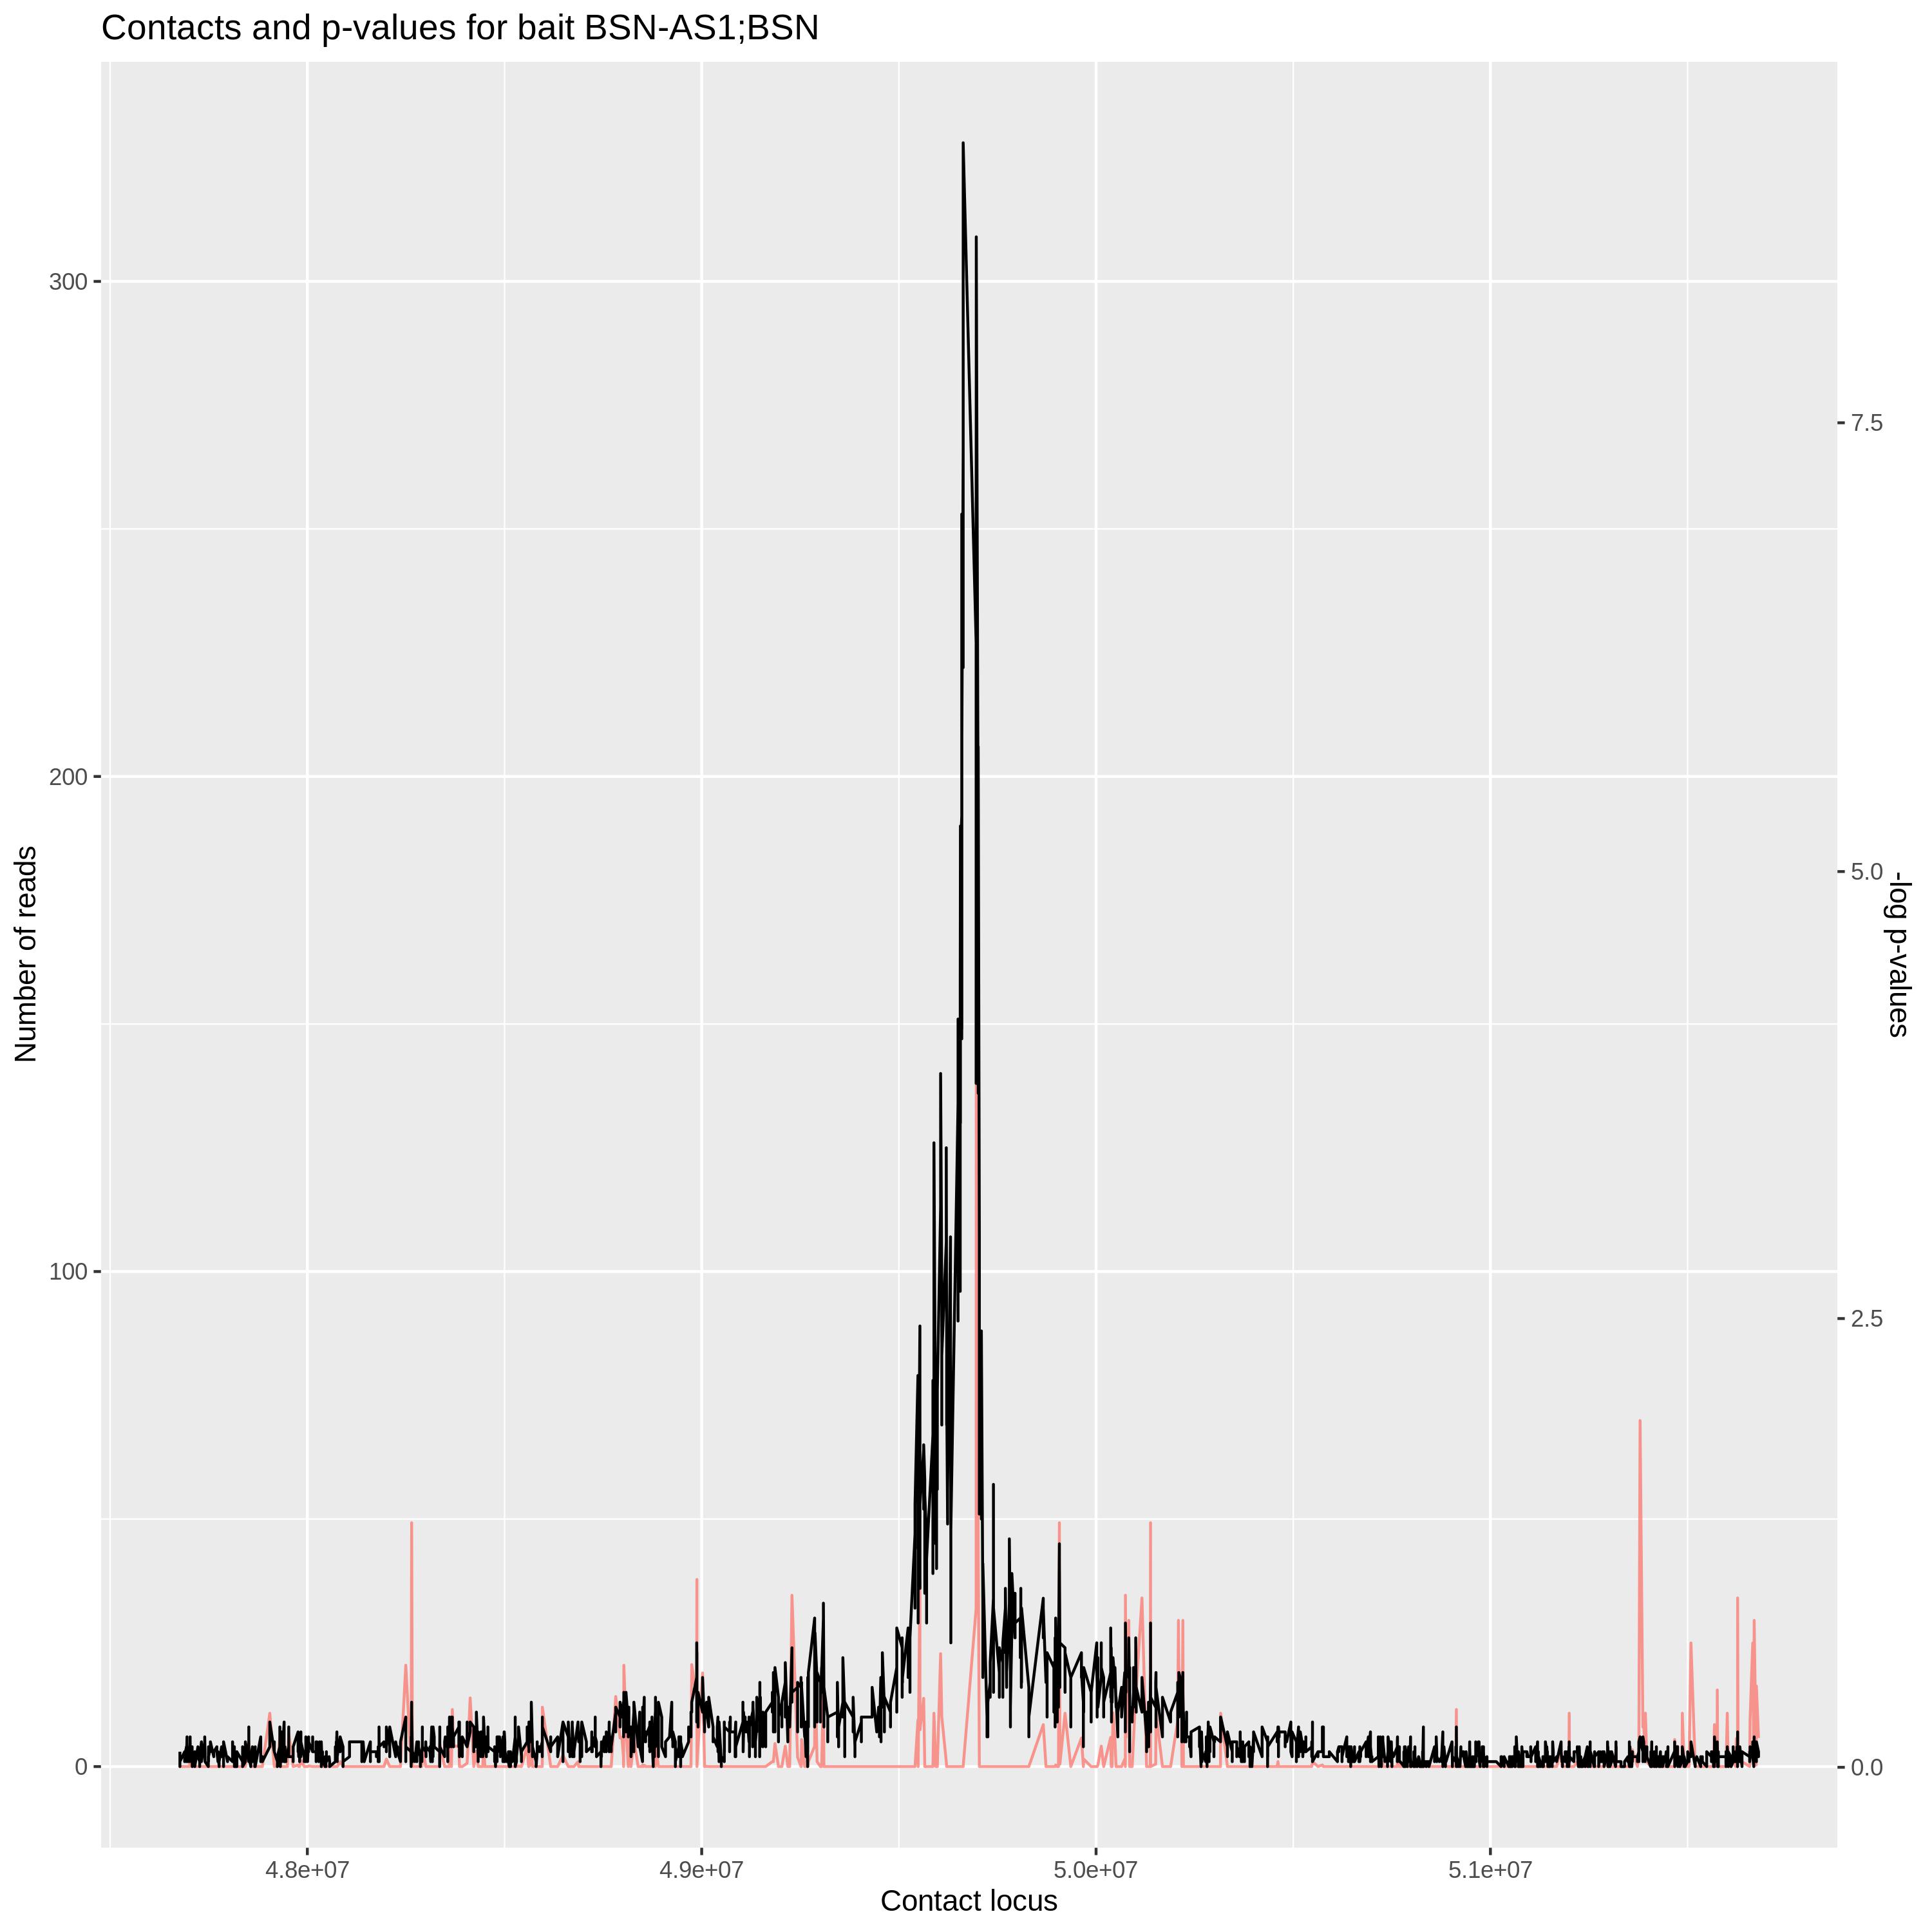 Contacts and p-values for bait BSN-AS1;BSN
300
200
100
0
Number of reads
7.5
5.0
2.5
0.0
-log p-values
4.8e+07
4.9e+07
5.0e+07
5.1e+07
Contact locus